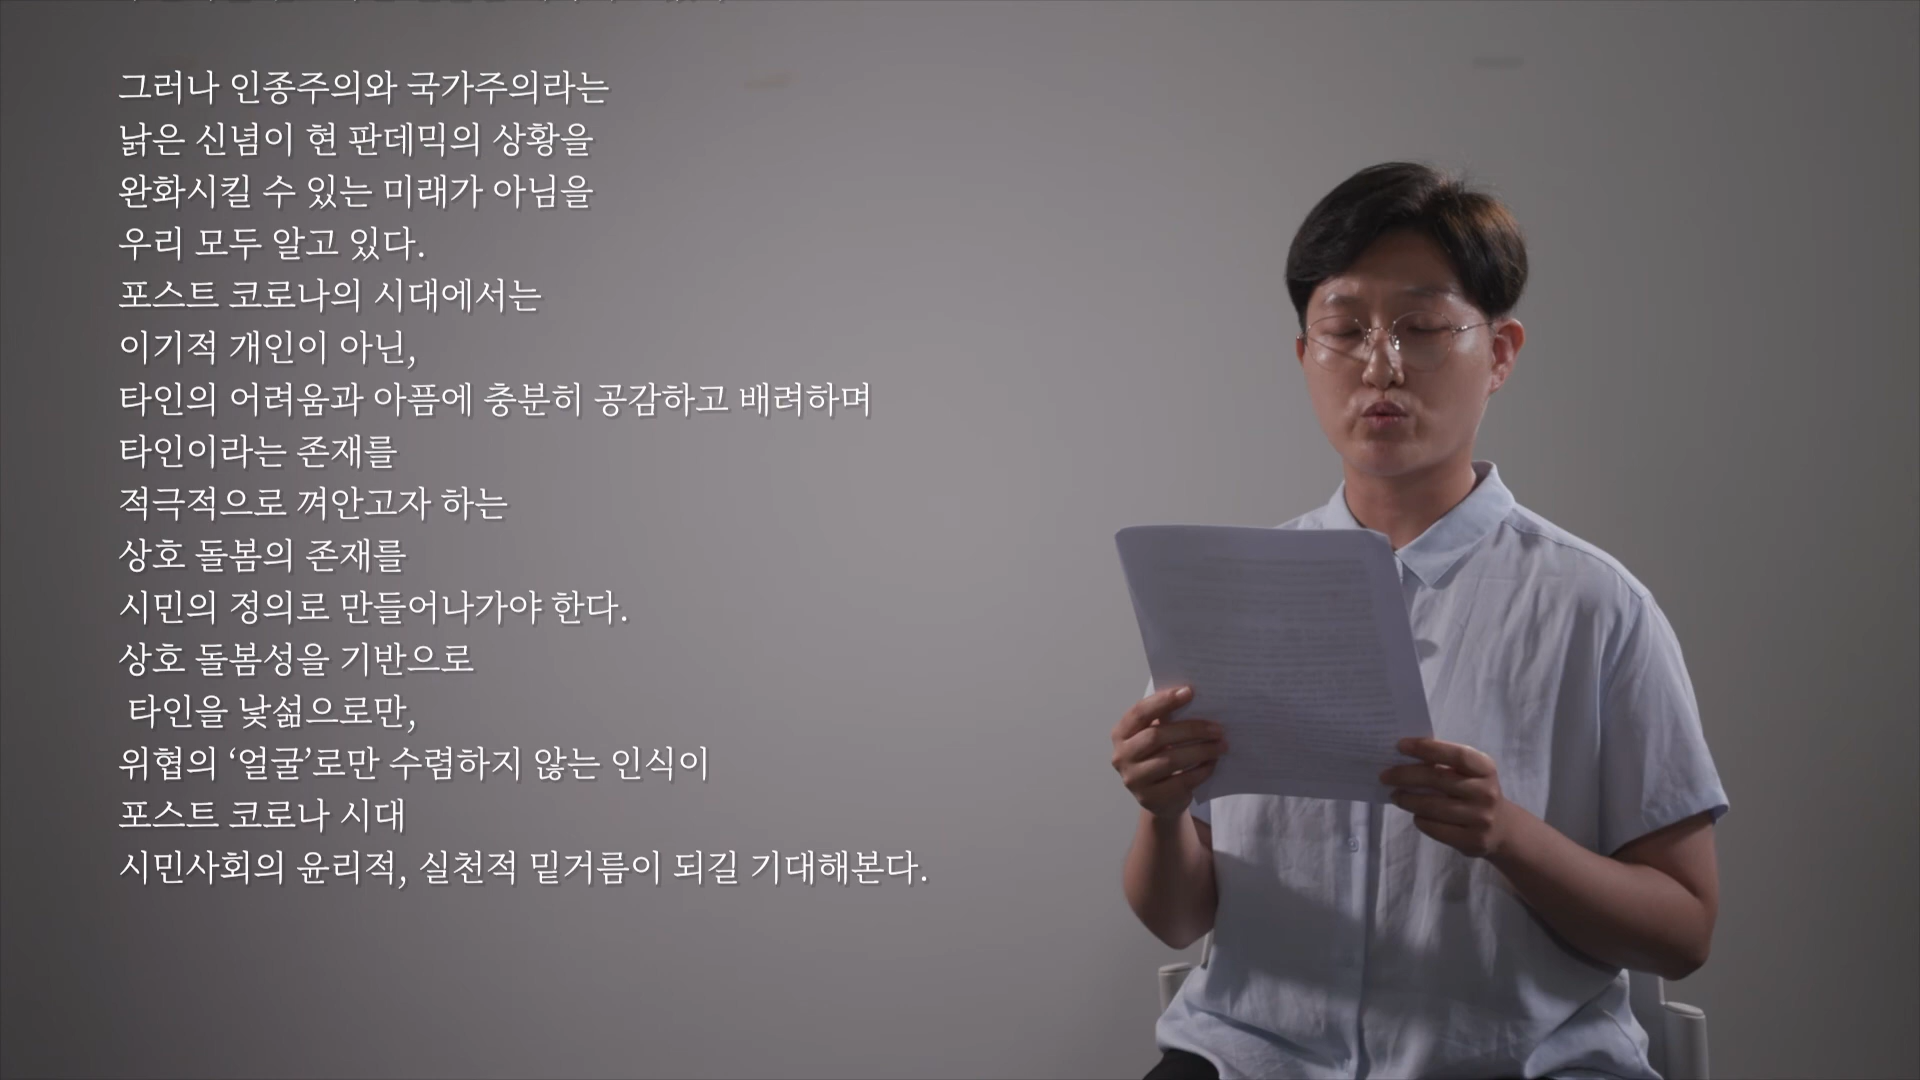 그러나 인종주의와 국가주의라는
낡은 신념이 현 판데믹의 상황을
완화시킬 수 있는 미래가 아님을
우리 모두 알고 있다.
포스트 코로나의 시대에서는
이기적 개인이 아닌,
타인의 어려움과 아픔에 충분히 공감하고 배려하며
타인이라는 존재를
적극적으로 껴안고자 하는
상호 돌봄의 존재를
시민의 정의로 만들어나가야 한다.
상호 돌봄성을 기반으로
타인을 낯섦으로만,
위협의 ‘얼굴’로만 수렴하지 않는 인식이
포스트 코로나 시대
시민사회의 윤리적, 실천적 밑거름이 되길 기대해본다.